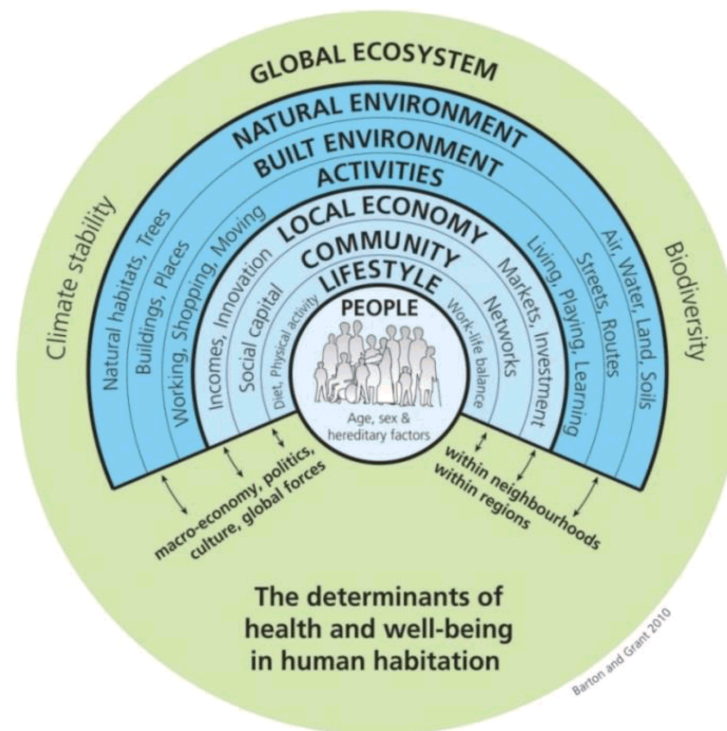 GLOBAL ECOSYSTEM
NATURAL ENVIRONMENT
BUILT ENVIRONMENT
ACTIVITIES
LOCAL ECONOMY
COMMUNITY
LIFESTYLE
PEOPLE
Age, sex &
hereditary factors
Climate stability
Natural habitats, Trees
Buildings, Places
Working, Shopping, Moving
Incomes, Innovation
Social capital
Diet, Physical activity
Work-life balance
Networks
Markets, Investment
Living, Playing, Learning
Streets, Routes
Air, Water, Land, Soils
Biodiversity
macro-economy, politics,
culture, global forces
within neighbourhoods
within regions
The determinants of
health and well-being
in human habitation
Barton and Grant 2010